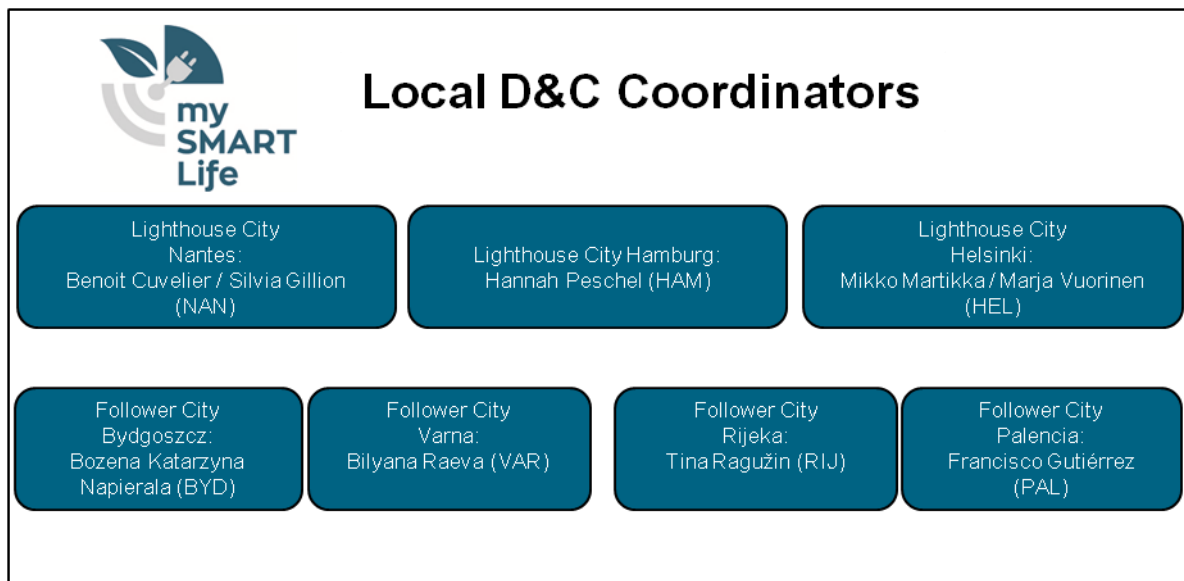 my
SMART
Life
Local D&C Coordinators
Lighthouse City
Nantes:
Benoit Cuvelier / Silvia Gillion
(NAN)
Lighthouse City Hamburg:
Hannah Peschel (HAM)
Lighthouse City
Helsinki:
Mikko Martikka / Marja Vuorinen
(HEL)
Follower City
Bydgoszcz:
Bozena Katarzyna
Napierala (BYD)
Follower City
Varna:
Bilyana Raeva (VAR)
Follower City
Rijeka:
Tina Ragužin (RIJ)
Follower City
Palencia:
Francisco Gutiérrez
(PAL)